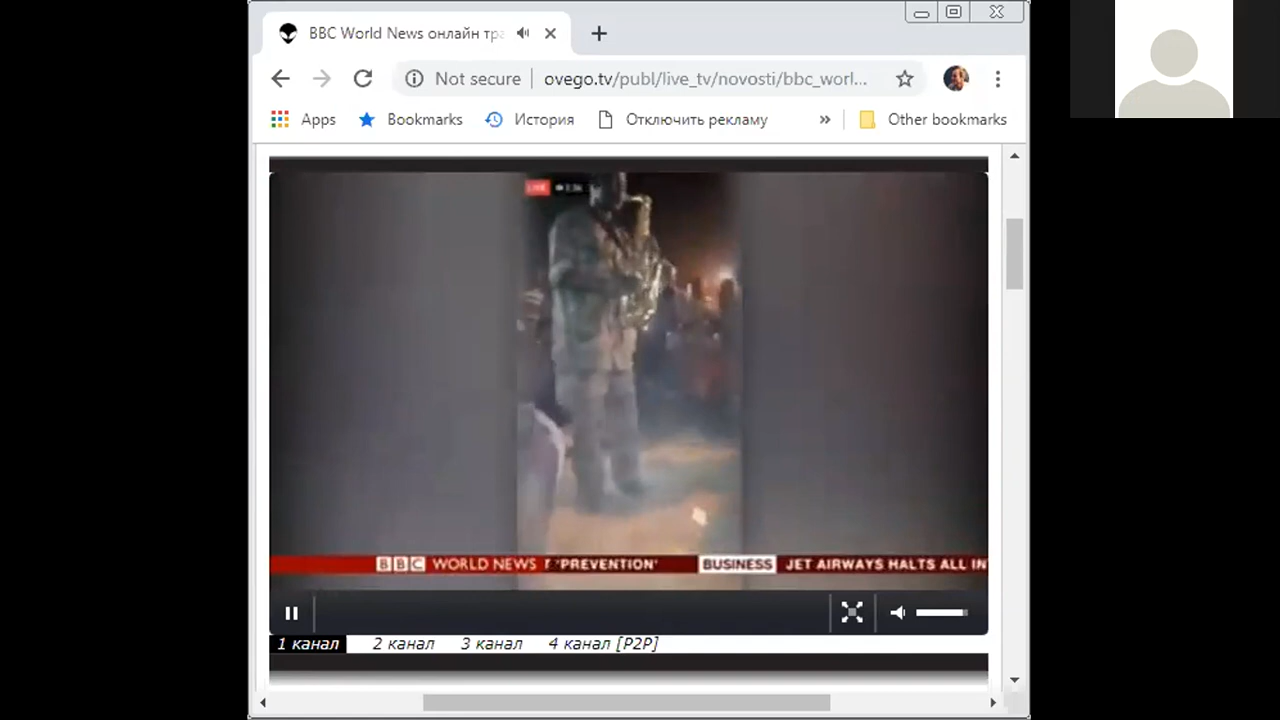 BBC World News онлайн тра
Not secure
ovego.tv/publ/live_tv/novosti/bbc_worl...
Apps
Bookmarks
История
Отключить рекламу
»
Other bookmarks
LIVE
BBC WORLD NEWS 'PREVENTION' BUSINESS JET AIRWAYS HALTS ALL IN
1 канал 2 канал 3 канал 4 канал [P2P]